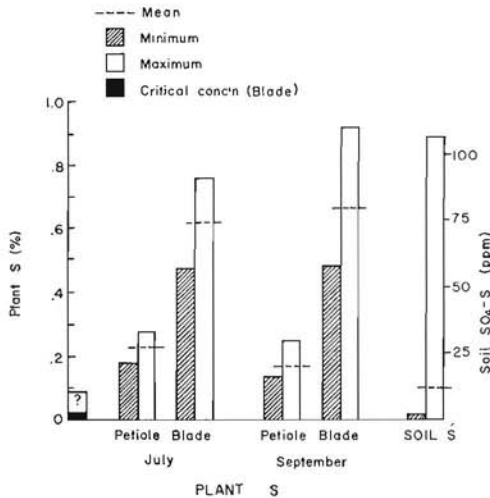 Mean
Minimum
Maximum
Critical conc'n (Blade)
1.0
.8
.6
.4
.2
0
Plant S (%)
100
75
50
25
Soil SO4-S (ppm)
?
Petiole Blade
July
Petiole Blade
September
SOIL S
PLANT S